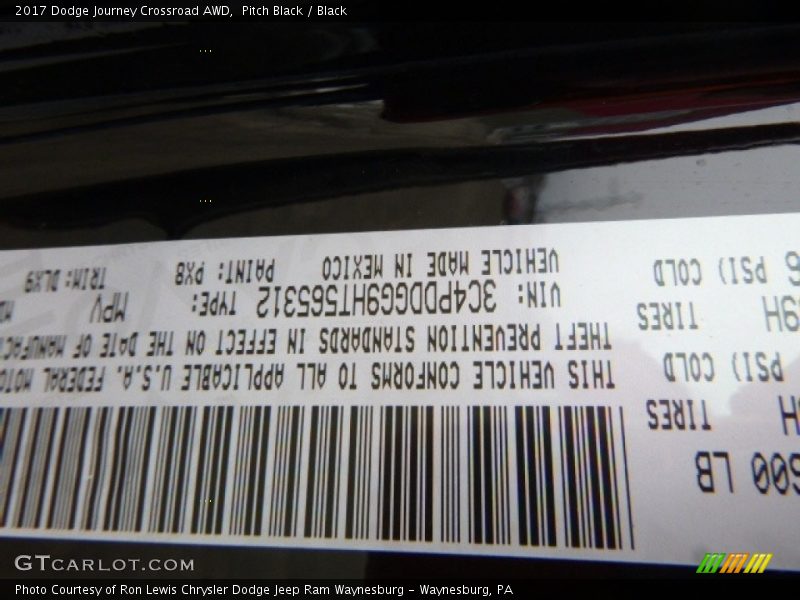 2017 Dodge Journey Crossroad AWD, Pitch Black / Black
LB
TIRES
PSI) COLD
TIRES
PSI) COLD
THIS VEHICLE CONFORMS TO ALL APPLICABLE U.S.A. FEDERAL
THEFT PREVENTION STANDARDS IN EFFECT ON THE DATE OF
VIN: 3C4PDDGG9HT565312 TYPE: MPV
VEHICLE MADE IN MEXICO PAINT: PX8 TRIM: DLX9
GTCARLOT.COM
Photo Courtesy of Ron Lewis Chrysler Dodge Jeep Ram Waynesburg - Waynesburg, PA